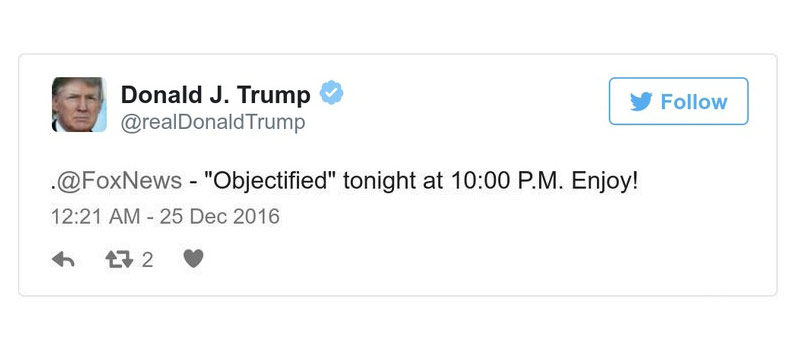 Donald J. Trump
@realDonaldTrump
Follow
.@FoxNews - "Objectified" tonight at 10:00 P.M. Enjoy!
12:21 AM - 25 Dec 2016
2